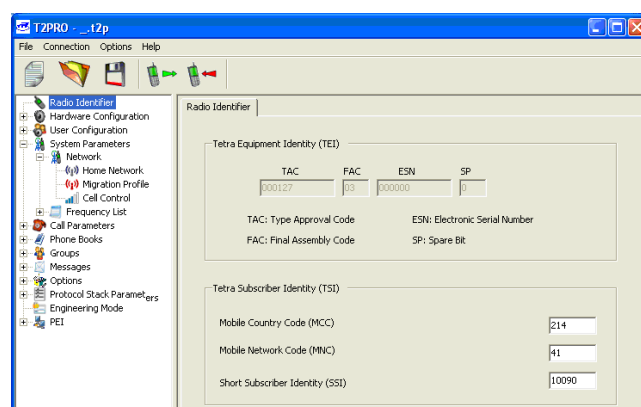 T2PRO - _.t2p
File Connection Options Help
Radio Identifier
Hardware Configuration
User Configuration
System Parameters
Network
Home Network
Migration Profile
Cell Control
Frequency List
Call Parameters
Phone Books
Groups
Messages
Options
Protocol Stack Parameters
Engineering Mode
PEI
Radio Identifier
Tetra Equipment Identity (TEI)
TAC FAC ESN SP
000127 03 000000 0
TAC: Type Approval Code ESN: Electronic Serial Number
FAC: Final Assembly Code SP: Spare Bit
Tetra Subscriber Identity (TSI)
Mobile Country Code (MCC) 214
Mobile Network Code (MNC) 41
Short Subscriber Identity (SSI) 10090